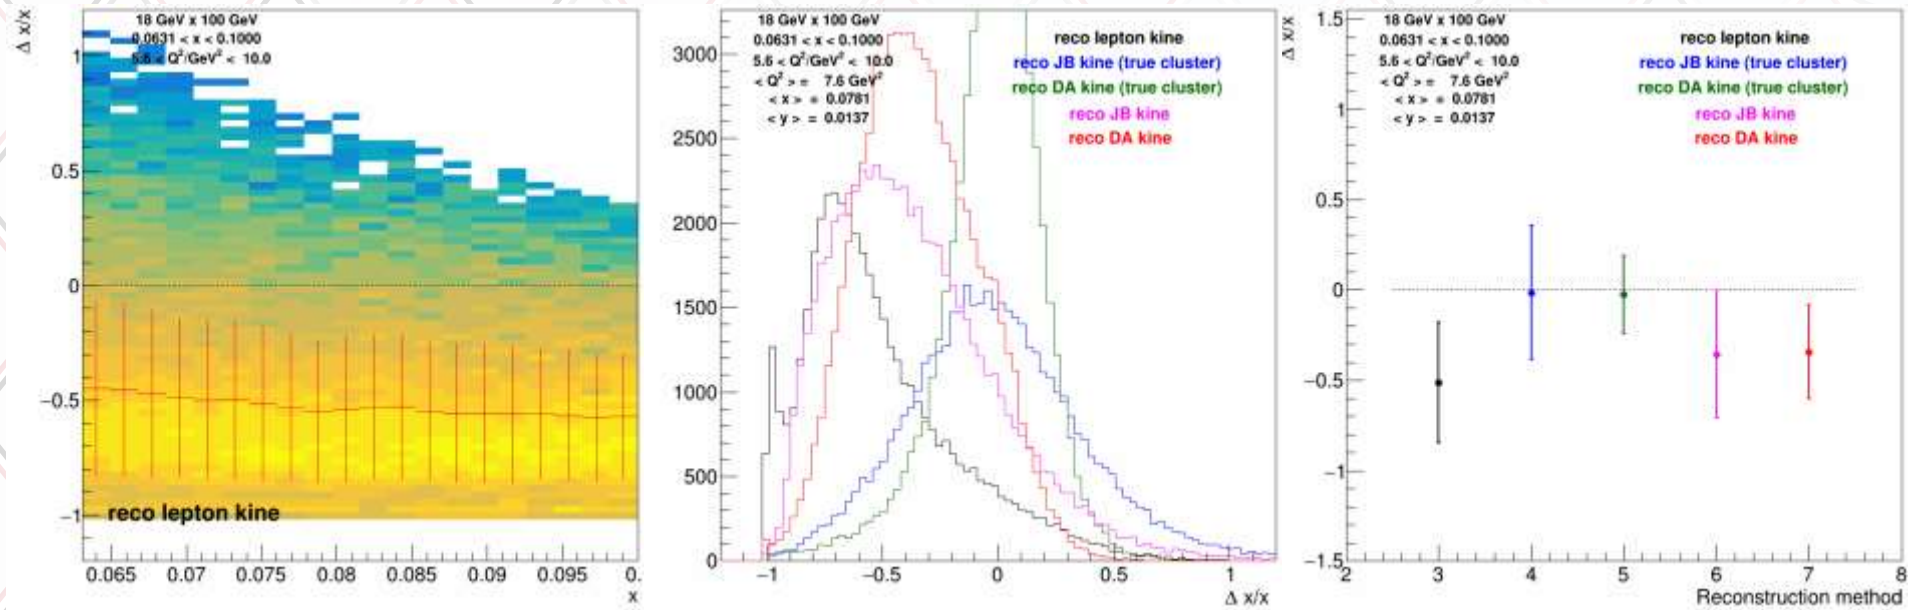 Δ x/x
18 GeV x 100 GeV
0.0631 < x < 0.1000
5.6 < Q²/GeV² < 10.0
1
0.5
0
−0.5
−1
reco lepton kine
0.065 0.07 0.075 0.08 0.085 0.09 0.095 0.
x
18 GeV x 100 GeV
0.0631 < x < 0.1000
5.6 < Q²/GeV² < 10.0
< Q² > = 7.6 GeV²
< x > = 0.0781
< y > = 0.0137
reco lepton kine
reco JB kine (true cluster)
reco DA kine (true cluster)
reco JB kine
reco DA kine
3000
2500
2000
1500
1000
500
0
−1 −0.5 0 0.5 1
Δ x/x
Δ x/x
18 GeV x 100 GeV
0.0631 < x < 0.1000
5.6 < Q²/GeV² < 10.0
< Q² > = 7.6 GeV²
< x > = 0.0781
< y > = 0.0137
reco lepton kine
reco JB kine (true cluster)
reco DA kine (true cluster)
reco JB kine
reco DA kine
1.5
1
0.5
0
−0.5
−1
−1.5
2 3 4 5 6 7 8
Reconstruction method